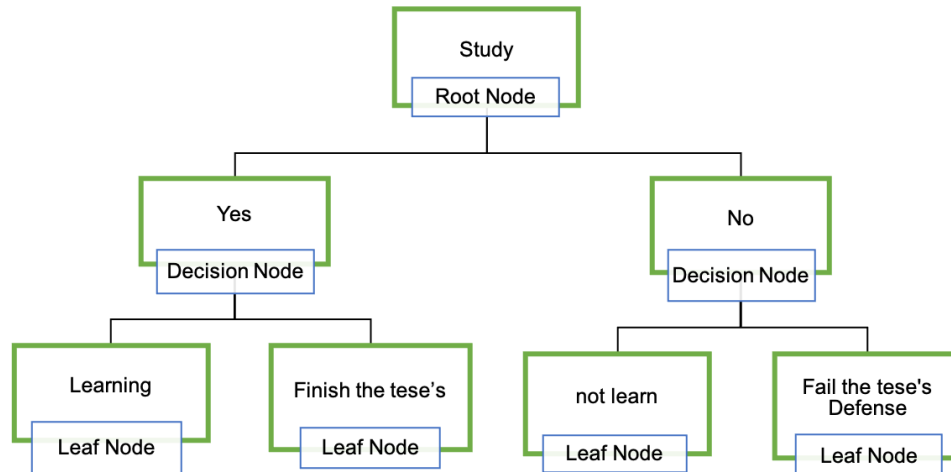 Study
Root Node
Yes
Decision Node
No
Decision Node
Learning
Leaf Node
Finish the tese’s
Leaf Node
not learn
Leaf Node
Fail the tese's
Defense
Leaf Node